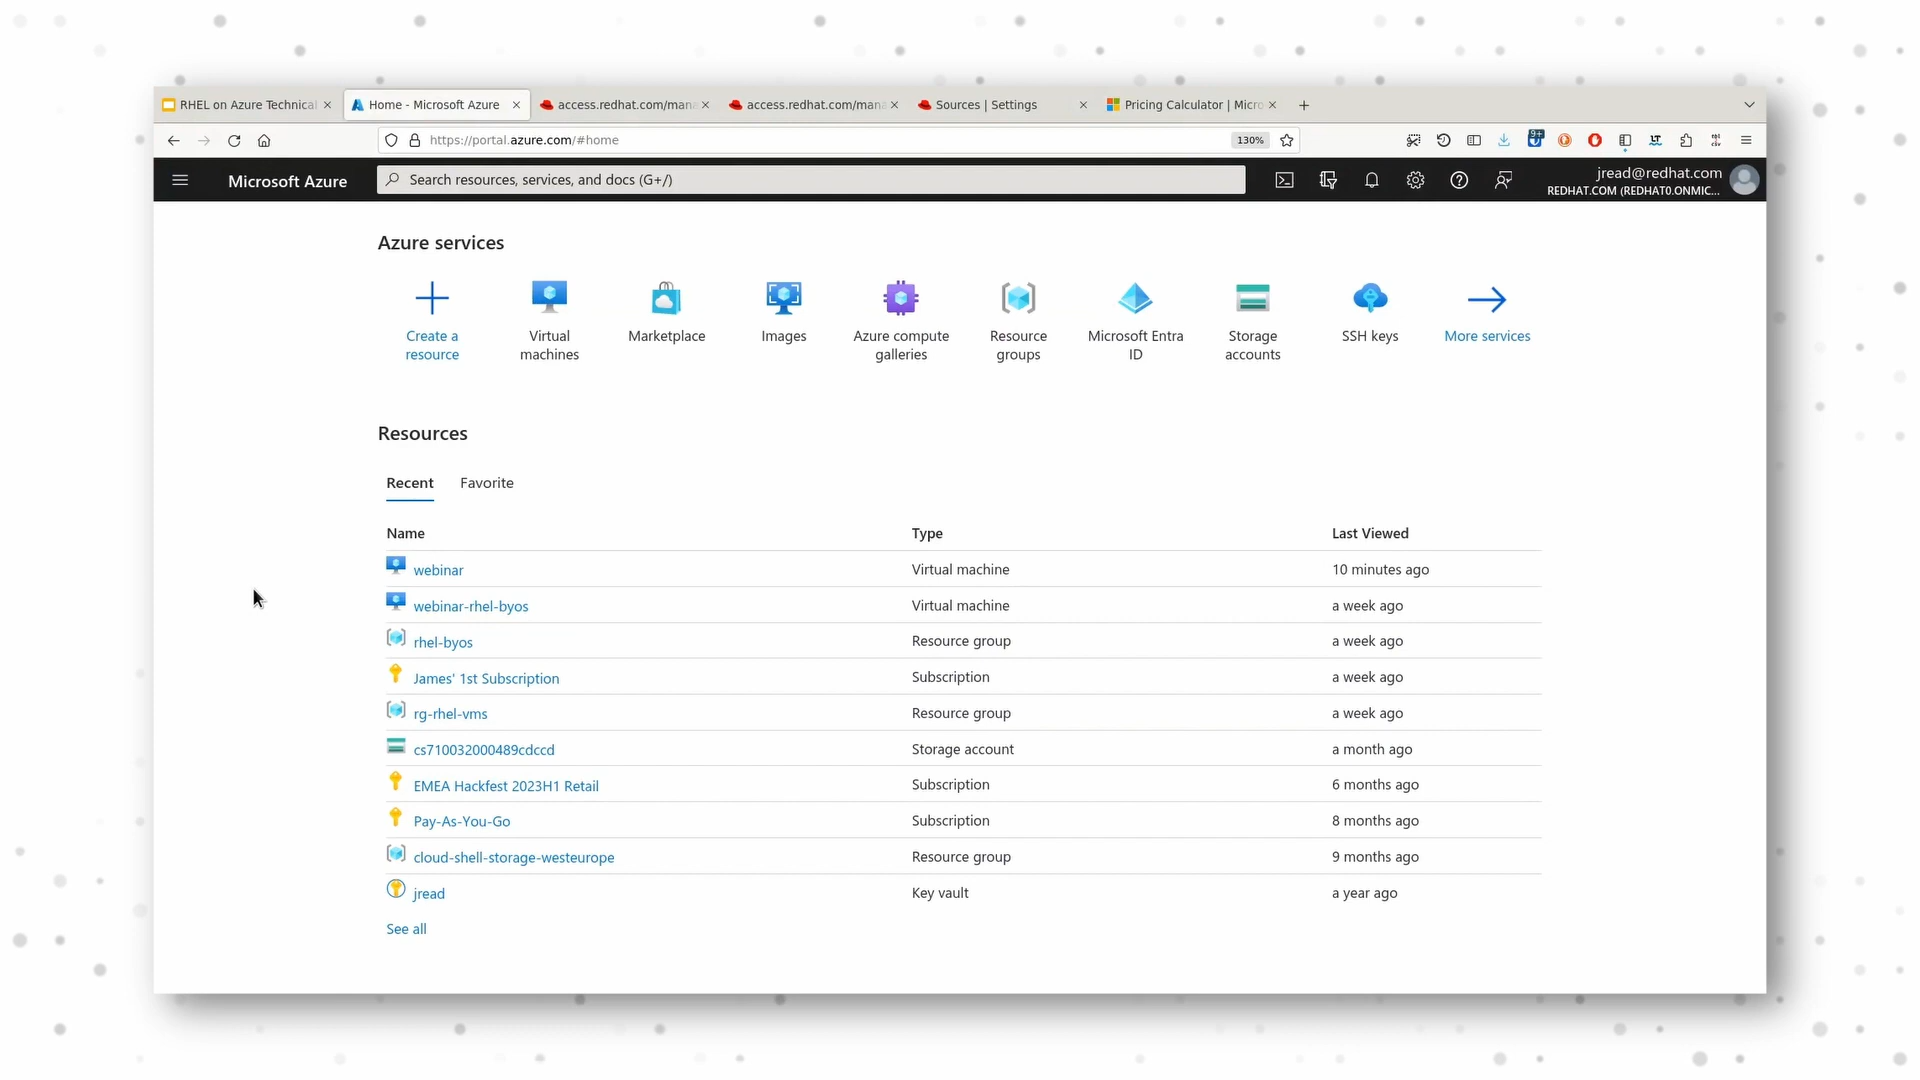 RHEL on Azure Technical
Home - Microsoft Azure
access.redhat.com/mana
access.redhat.com/mana
Sources | Settings
Pricing Calculator | Micro
https://portal.azure.com/#home
130%
9+
Microsoft Azure
Search resources, services, and docs (G+/)
jread@redhat.com
REDHAT.COM (REDHAT0.ONMIC...
Azure services
Create a
resource
Virtual
machines
Marketplace
Images
Azure compute
galleries
Resource
groups
Microsoft Entra
ID
Storage
accounts
SSH keys
More services
Resources
Recent Favorite
Name Type Last Viewed
webinar Virtual machine 10 minutes ago
webinar-rhel-byos Virtual machine a week ago
rhel-byos Resource group a week ago
James' 1st Subscription Subscription a week ago
rg-rhel-vms Resource group a week ago
cs710032000489cdccd Storage account a month ago
EMEA Hackfest 2023H1 Retail Subscription 6 months ago
Pay-As-You-Go Subscription 8 months ago
cloud-shell-storage-westeurope Resource group 9 months ago
jread Key vault a year ago
See all